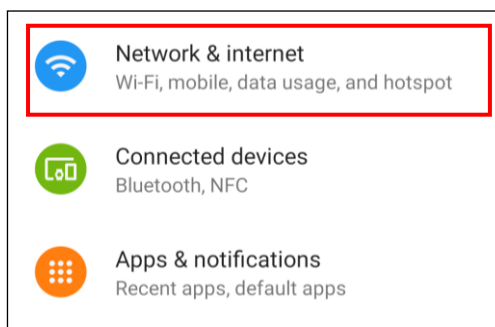 Network & internet
Wi-Fi, mobile, data usage, and hotspot
Connected devices
Bluetooth, NFC
Apps & notifications
Recent apps, default apps